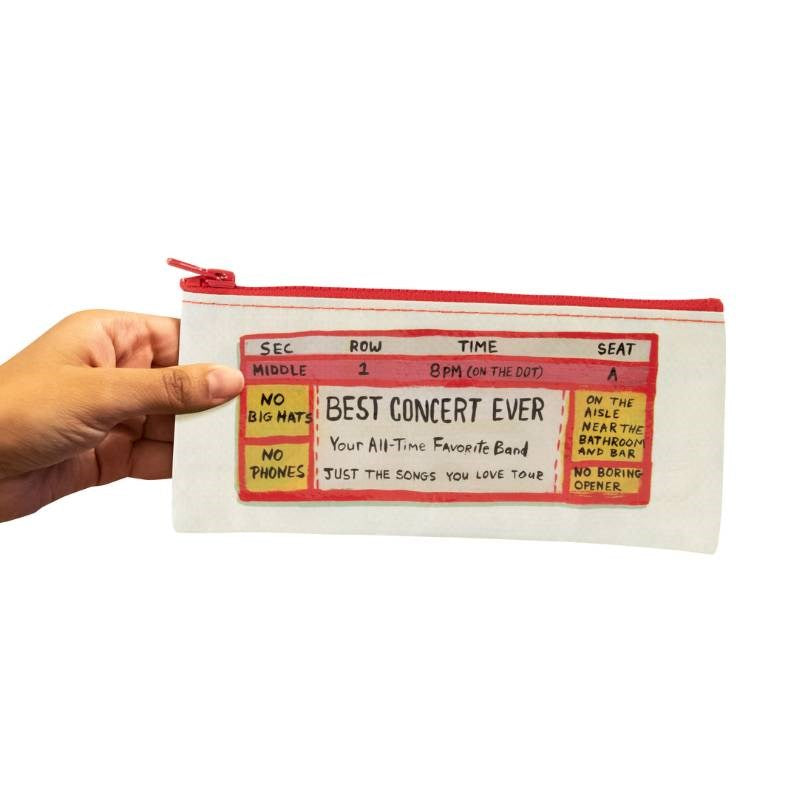 SEC ROW TIME SEAT
MIDDLE 1 8PM (ON THE DOT) A
NO
BIG HATS
NO
PHONES
BEST CONCERT EVER
Your All-Time Favorite Band
JUST THE SONGS YOU LOVE TOUR
ON THE
AISLE
NEAR THE
BATHROOM
AND BAR
NO BORING
OPENER